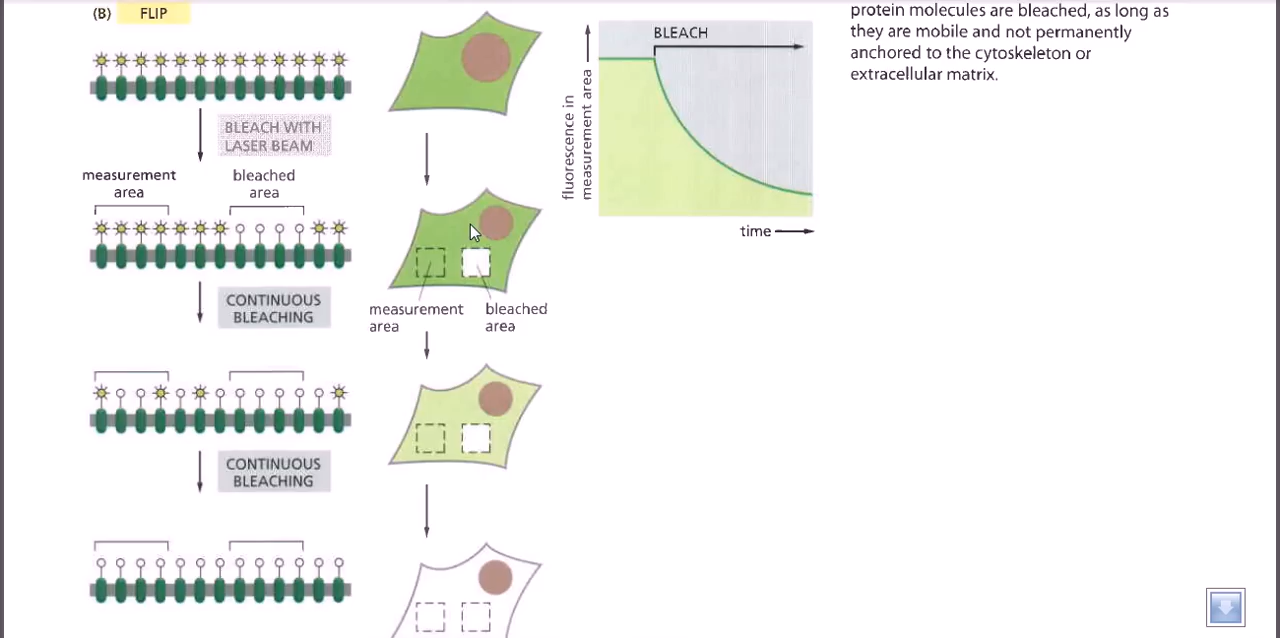 (B) FLIP
BLEACH WITH
LASER BEAM
measurement
area
bleached
area
CONTINUOUS
BLEACHING
CONTINUOUS
BLEACHING
measurement
area
bleached
area
fluorescence in
measurement area
BLEACH
time
protein molecules are bleached, as long as
they are mobile and not permanently
anchored to the cytoskeleton or
extracellular matrix.